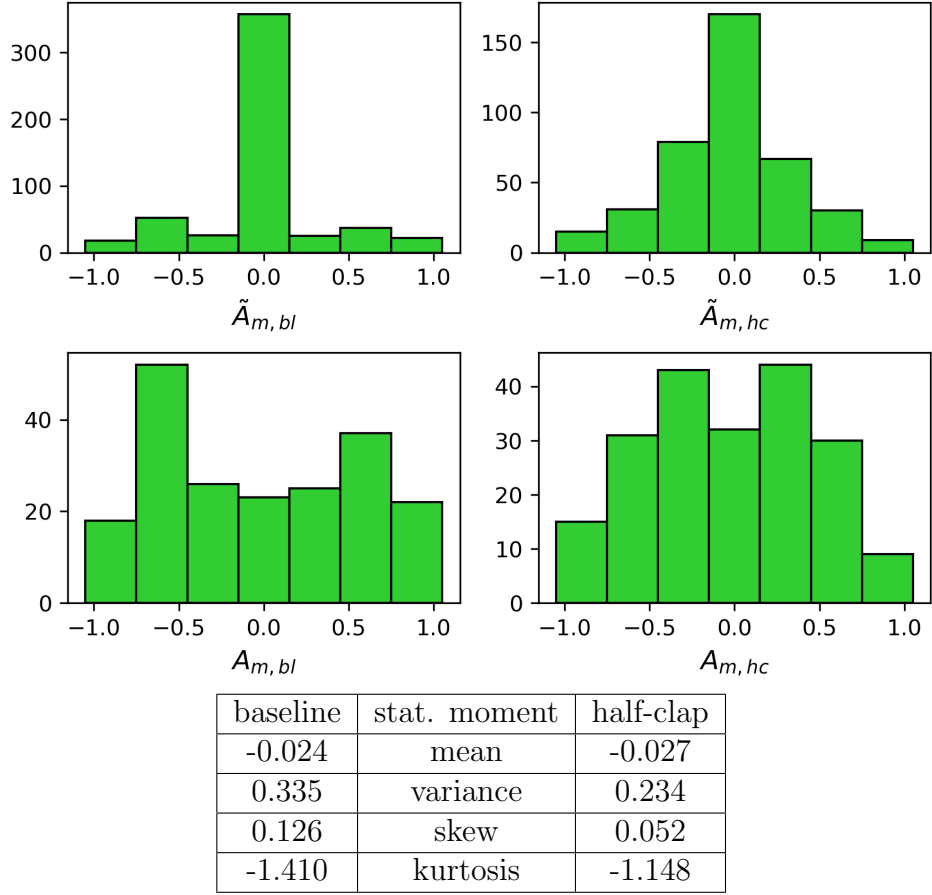 300
200
100
0
−1.0 −0.5 0.0 0.5 1.0
Ã_{m, bl}
150
100
50
0
−1.0 −0.5 0.0 0.5 1.0
Ã_{m, hc}
40
20
0
−1.0 −0.5 0.0 0.5 1.0
A_{m, bl}
40
30
20
10
0
−1.0 −0.5 0.0 0.5 1.0
A_{m, hc}
baseline stat. moment half-clap
-0.024 mean -0.027
0.335 variance 0.234
0.126 skew 0.052
-1.410 kurtosis -1.148